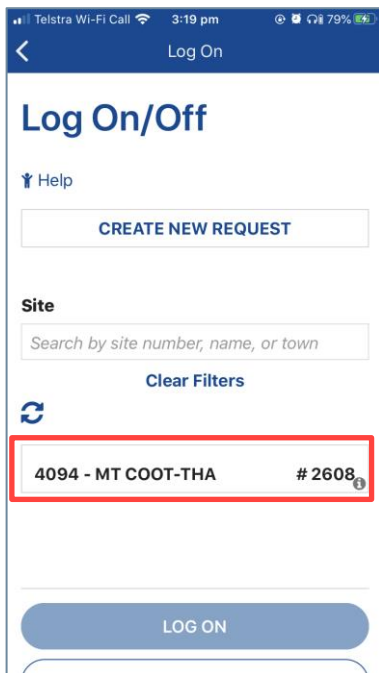 Telstra Wi-Fi Call 3:19 pm 79%
Log On
Log On/Off
Help
CREATE NEW REQUEST
Site
Search by site number, name, or town
Clear Filters
4094 - MT COOT-THA # 2608
LOG ON